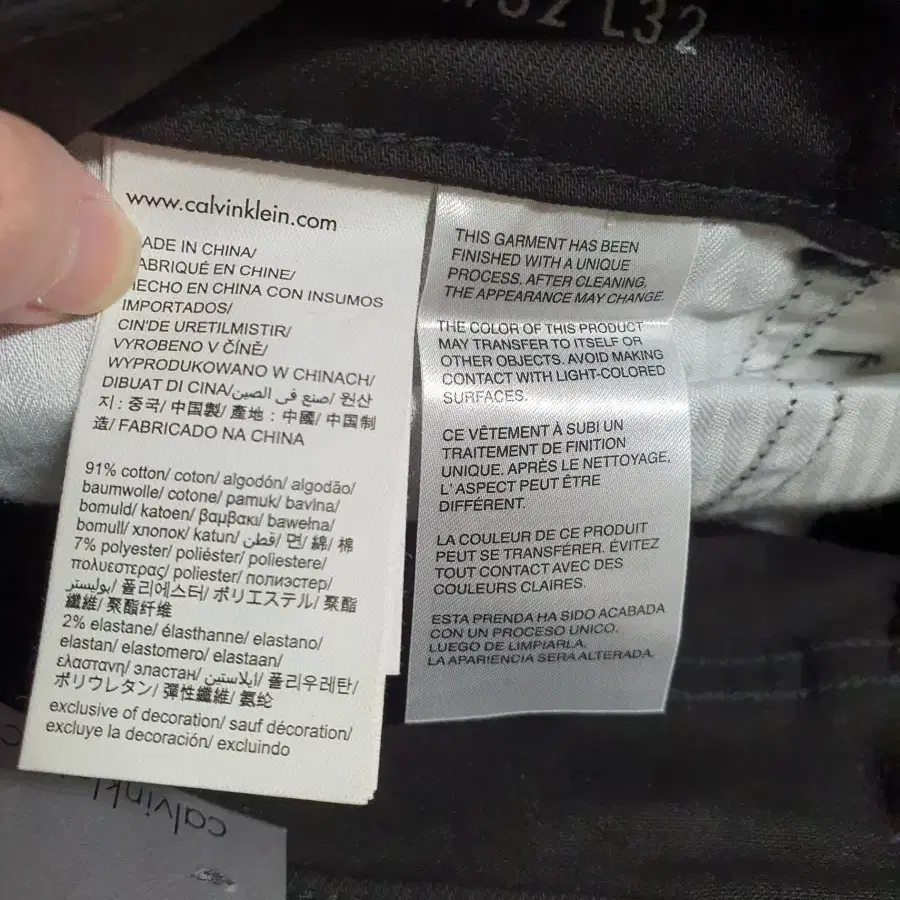 32 L32
www.calvinklein.com
MADE IN CHINA/
FABRIQUÉ EN CHINE/
HECHO EN CHINA CON INSUMOS
IMPORTADOS/
CIN'DE URETILMISTIR/
VYROBENO V ČÍNĚ/
WYPRODUKOWANO W CHINACH/
DIBUAT DI CINA/صنع في الصين/ 원산
지 : 중국/ 中国製/ 產地 : 中國/ 中国制
造/ FABRICADO NA CHINA
91% cotton/ coton/ algodón/ algodão/
baumwolle/ cotone/ pamuk/ bavlna/
bomuld/ katoen/ βαμβακι/ bawełna/
bomull/ хлопок/ katun/ قطن/ 면/ 綿/ 棉
7% polyester/ poliéster/ poliestere/
πολυεστερας/ poliester/ полиэстер/
بوليستر/ 폴리에스터/ ポリエステル/ 聚酯
纖維/ 聚酯纤维
2% elastane/ élasthanne/ elastano/
elastan/ elastomero/ elastaan/
ελαστανη/ эластан/ ايلاستين/ 폴리우레탄/
ポリウレタン/ 彈性纖維/ 氨纶
exclusive of decoration/ sauf décoration/
excluye la decoración/ excluindo
THIS GARMENT HAS BEEN
FINISHED WITH A UNIQUE
PROCESS. AFTER CLEANING,
THE APPEARANCE MAY CHANGE.
THE COLOR OF THIS PRODUCT
MAY TRANSFER TO ITSELF OR
OTHER OBJECTS. AVOID MAKING
CONTACT WITH LIGHT-COLORED
SURFACES.
CE VÊTEMENT À SUBI UN
TRAITEMENT DE FINITION
UNIQUE. APRÈS LE NETTOYAGE,
L'ASPECT PEUT ÊTRE
DIFFÉRENT.
LA COULEUR DE CE PRODUIT
PEUT SE TRANSFÉRER. ÉVITEZ
TOUT CONTACT AVEC DES
COULEURS CLAIRES.
ESTA PRENDA HA SIDO ACABADA
CON UN PROCESO UNICO.
LUEGO DE LIMPIARLA,
LA APARIENCIA SERA ALTERADA.
calvinkl
calvinklei